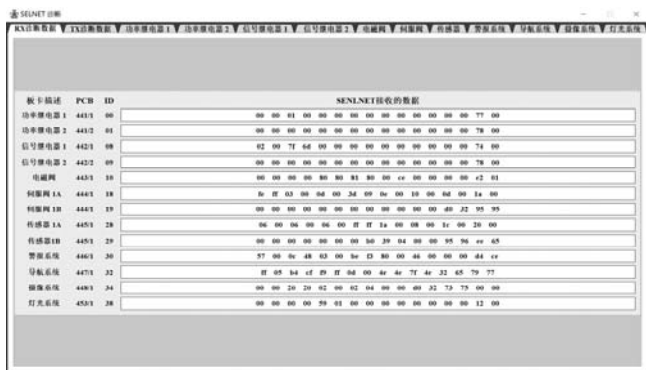 SELNET 诊断
RX诊断数据 TX诊断数据 功率继电器1 功率继电器2 信号继电器1 信号继电器2 电磁阀 伺服阀 传感器 警报系统 导航系统 摄像系统 灯光系统
板卡描述 PCB ID SENLNET接收的数据
功率继电器 1 441/1 00 00 00 01 00 00 00 00 00 00 00 00 00 00 00 77 00
功率继电器 2 441/2 01 00 00 00 00 00 00 00 00 00 00 00 00 00 00 78 00
信号继电器 1 442/1 08 02 00 7f 6d 00 00 00 00 00 00 00 00 00 00 74 00
信号继电器 2 442/2 09 00 00 00 00 00 00 00 00 00 00 00 00 00 00 78 00
电磁阀 443/1 10 00 00 00 00 80 80 81 80 00 ce 00 00 00 00 c2 01
伺服阀 1A 444/1 18 fe ff 03 00 0d 00 3d 09 0e 00 10 00 0d 00 1a 00
伺服阀 1B 444/1 19 00 00 00 00 00 00 00 00 00 00 00 00 d0 32 95 95
传感器 1A 445/1 28 06 00 06 00 06 00 ff ff 1a 00 08 00 1c 00 20 00
传感器1B 445/1 29 00 00 00 00 00 00 00 b0 39 04 00 00 95 96 ee 65
警报系统 446/1 30 57 00 0c 48 03 00 be f3 80 00 46 00 00 00 d4 ce
导航系统 447/1 32 ff 05 b4 cf f9 ff 0d 00 4e 4e 7f 4e 32 65 79 77
摄像系统 448/1 34 00 00 20 20 02 00 02 04 00 00 d0 32 73 75 00 00
灯光系统 453/1 38 00 00 00 00 59 01 00 00 00 00 00 00 00 00 12 00